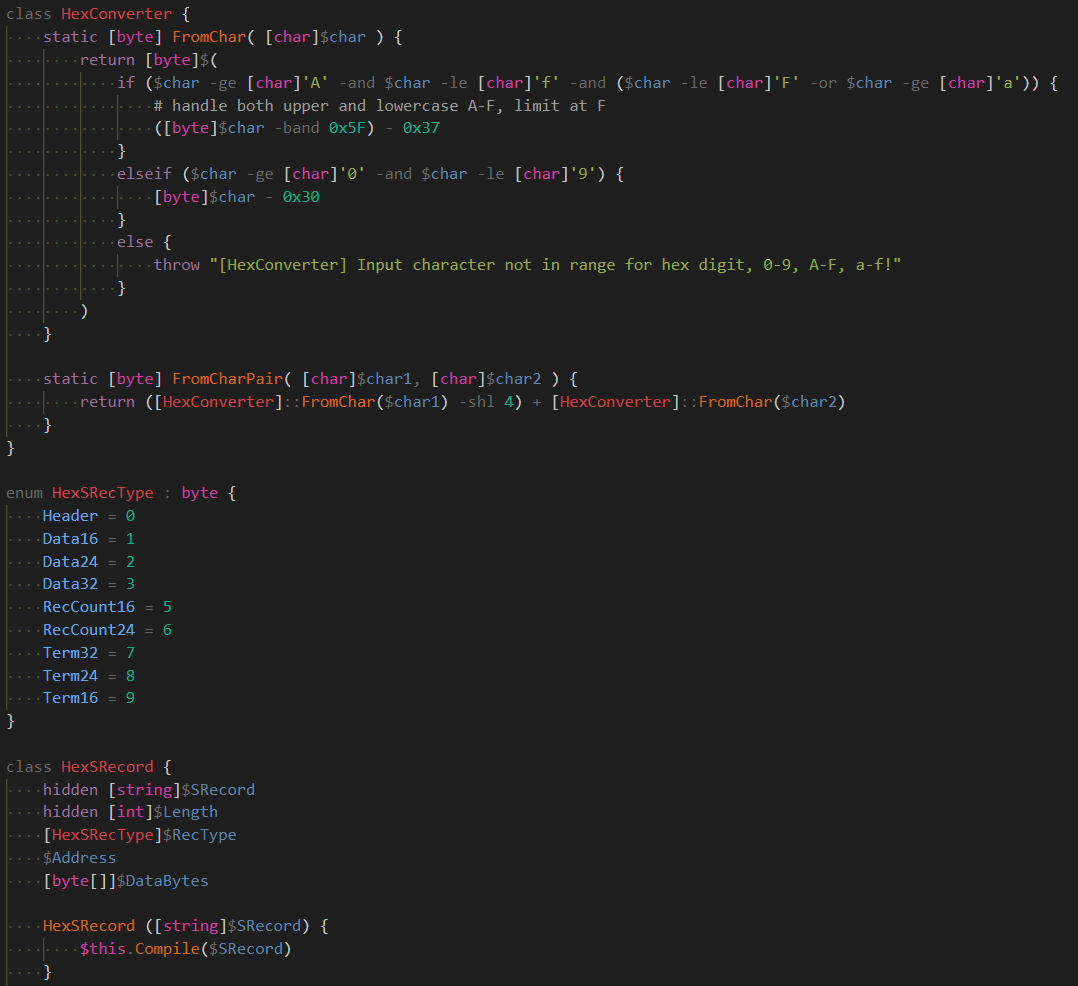 class HexConverter {
    static [byte] FromChar( [char]$char ) {
        return [byte]$(
            if ($char -ge [char]'A' -and $char -le [char]'f' -and ($char -le [char]'F' -or $char -ge [char]'a')) {
                # handle both upper and lowercase A-F, limit at F
                ([byte]$char -band 0x5F) - 0x37
            }
            elseif ($char -ge [char]'0' -and $char -le [char]'9') {
                [byte]$char - 0x30
            }
            else {
                throw "[HexConverter] Input character not in range for hex digit, 0-9, A-F, a-f!"
            }
        )
    }

    static [byte] FromCharPair( [char]$char1, [char]$char2 ) {
        return ([HexConverter]::FromChar($char1) -shl 4) + [HexConverter]::FromChar($char2)
    }
}

enum HexSRecType : byte {
    Header = 0
    Data16 = 1
    Data24 = 2
    Data32 = 3
    RecCount16 = 5
    RecCount24 = 6
    Term32 = 7
    Term24 = 8
    Term16 = 9
}

class HexSRecord {
    hidden [string]$SRecord
    hidden [int]$Length
    [HexSRecType]$RecType
    $Address
    [byte[]]$DataBytes

    HexSRecord ([string]$SRecord) {
        $this.Compile($SRecord)
    }